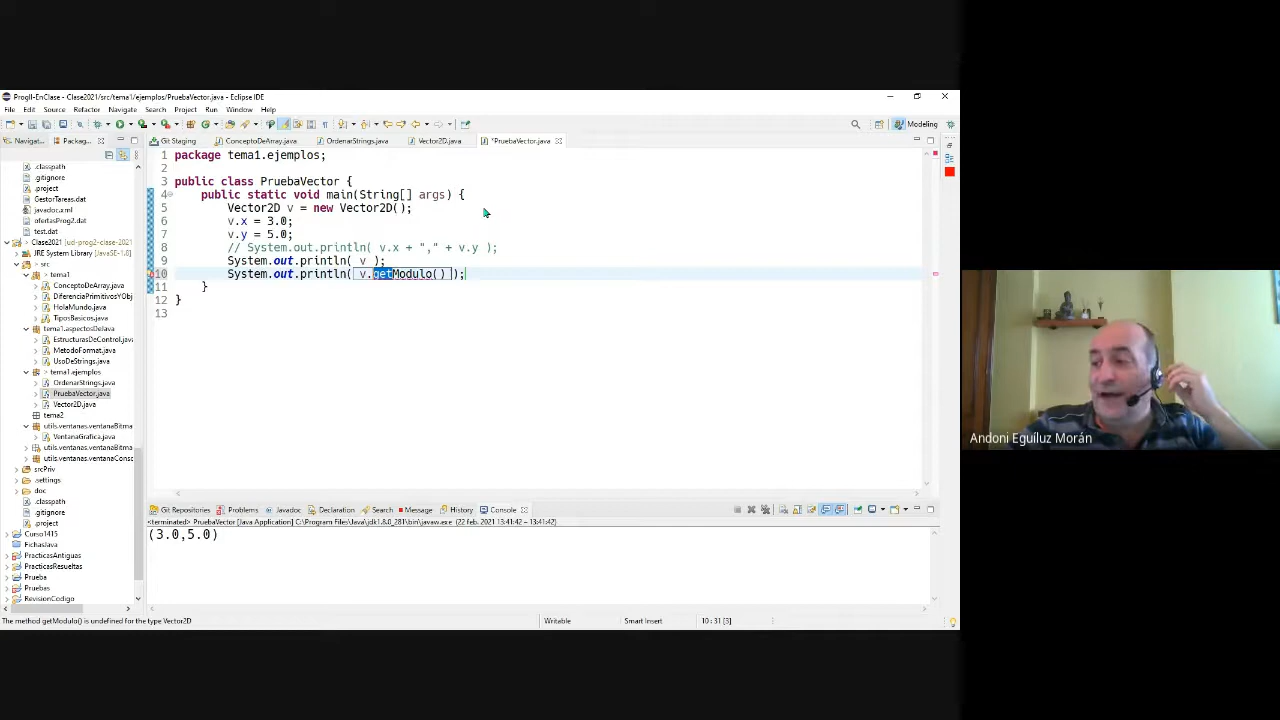 ProgII-EnClase - Clase2021/src/tema1/ejemplos/PruebaVector.java - Eclipse IDE
File Edit Source Refactor Navigate Search Project Run Window Help
Modeling
Navigat...
Packag...
Git Staging
ConceptoDeArray.java
OrdenarStrings.java
Vector2D.java
*PruebaVector.java
.classpath
.gitignore
.project
GestorTareas.dat
javadoc.xml
ofertasProg2.dat
test.dat
Clase2021 [ud-prog2-clase-2021
JRE System Library [JavaSE-1.8]
src
tema1
ConceptoDeArray.java
DiferenciaPrimitivosYObj
HolaMundo.java
TiposBasicos.java
tema1.aspectosDeJava
EstructurasDeControl.java
MetodoFormat.java
UsoDeStrings.java
tema1.ejemplos
OrdenarStrings.java
PruebaVector.java
Vector2D.java
tema2
utils.ventanas.ventanaBitma
VentanaGrafica.java
utils.ventanas.ventanaBitma
utils.ventanas.ventanaConso
srcPriv
.settings
doc
.classpath
.gitignore
.project
Curso1415
FichasJava
PracticasAntiguas
PracticasResueltas
Prueba
Pruebas
RevisionCodigo
1 package tema1.ejemplos;
2
3 public class PruebaVector {
4 public static void main(String[] args) {
5 Vector2D v = new Vector2D();
6 v.x = 3.0;
7 v.y = 5.0;
8 // System.out.println( v.x + "," + v.y );
9 System.out.println( v );
10 System.out.println( v.getModulo() );
11 }
12 }
13
Andoni Eguíluz Morán
Git Repositories Problems Javadoc Declaration Search Message History Console
<terminated> PruebaVector [Java Application] C:\Program Files\Java\jdk1.8.0_281\bin\javaw.exe (22 feb. 2021 13:41:42 – 13:41:42)
(3.0,5.0)
The method getModulo() is undefined for the type Vector2D
Writable
Smart Insert
10 : 31 [3]